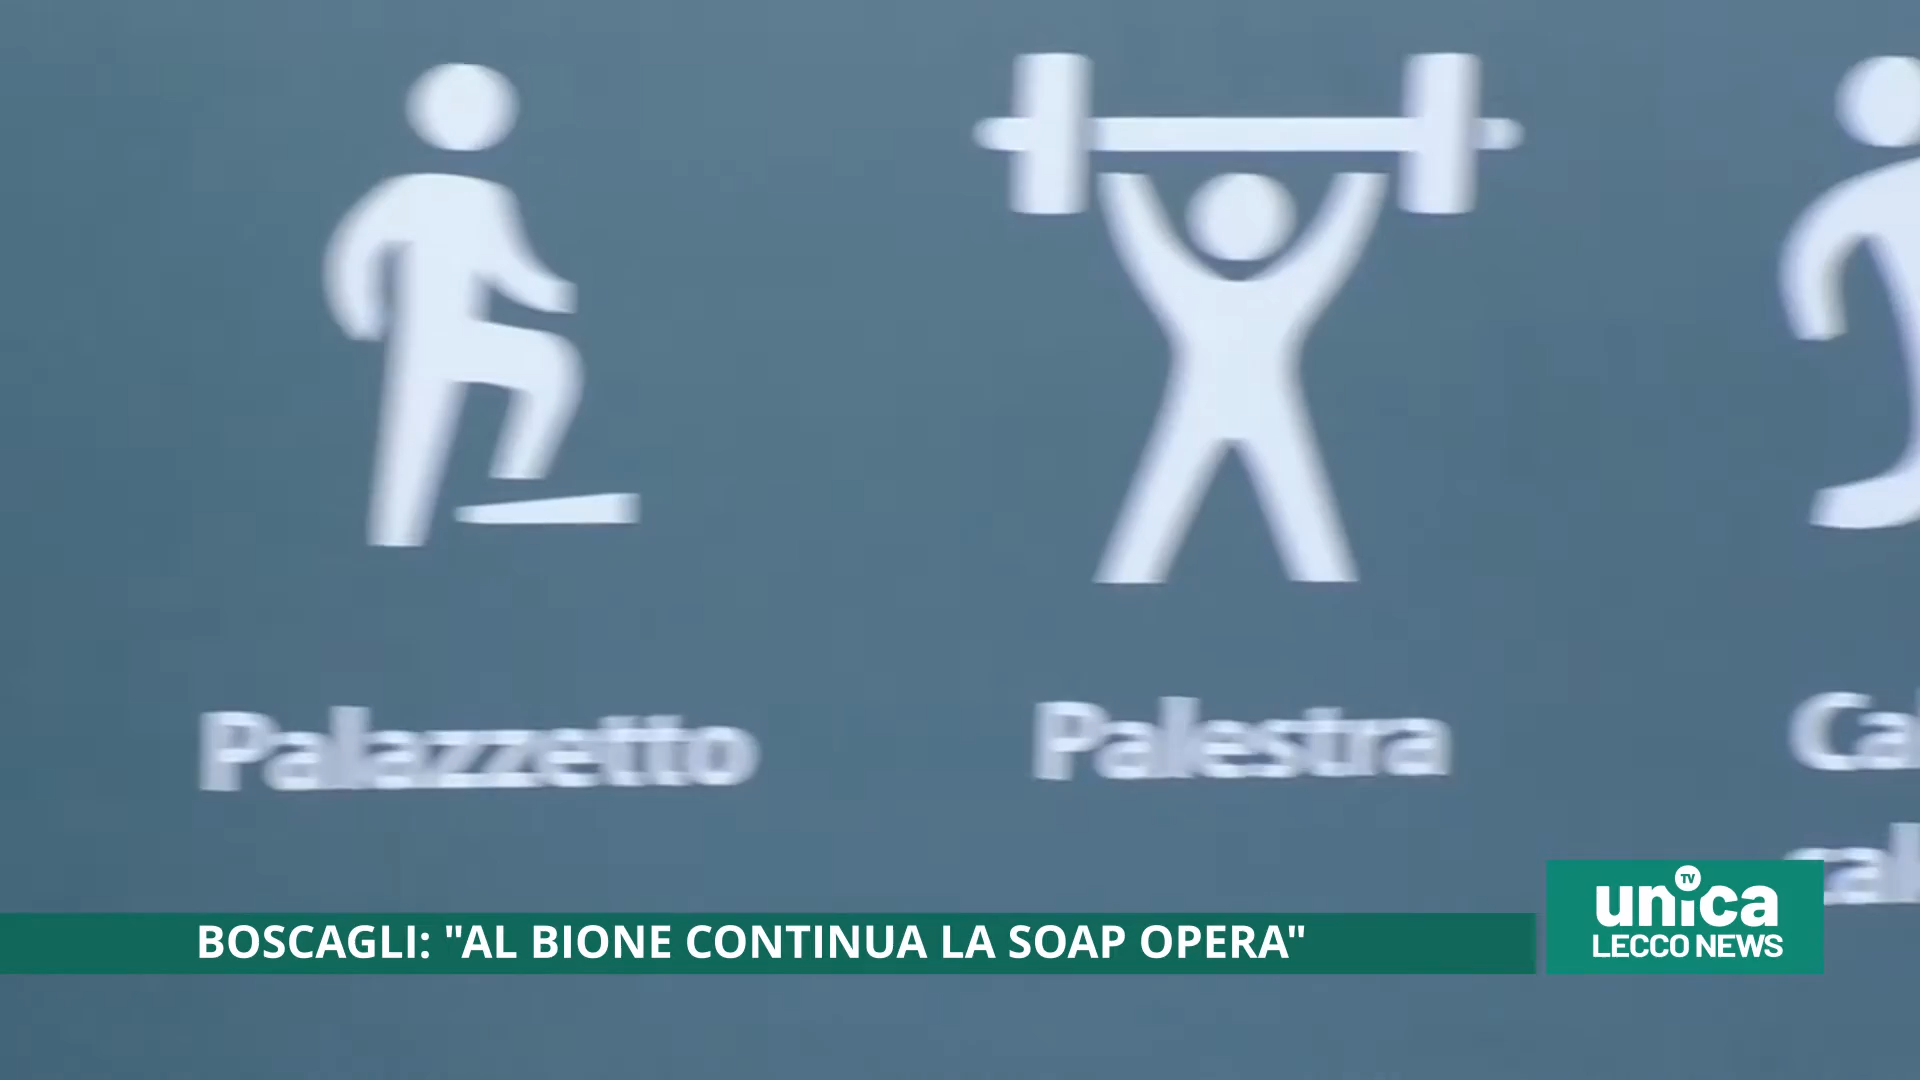 Palazzetto
Palestra
BOSCAGLI: "AL BIONE CONTINUA LA SOAP OPERA"
TV
unica
LECCO NEWS